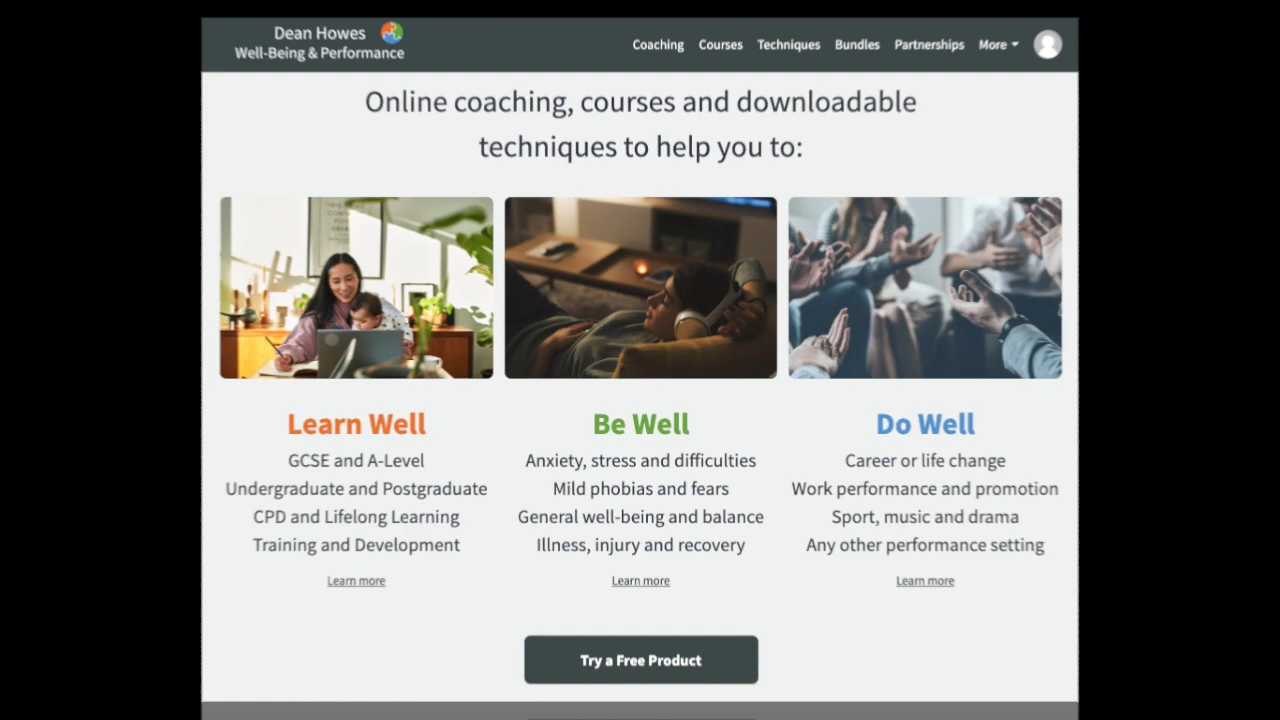 Dean Howes
Well-Being & Performance
Coaching Courses Techniques Bundles Partnerships More
Online coaching, courses and downloadable
techniques to help you to:
Learn Well
GCSE and A-Level
Undergraduate and Postgraduate
CPD and Lifelong Learning
Training and Development
Learn more
Be Well
Anxiety, stress and difficulties
Mild phobias and fears
General well-being and balance
Illness, injury and recovery
Learn more
Do Well
Career or life change
Work performance and promotion
Sport, music and drama
Any other performance setting
Learn more
Try a Free Product